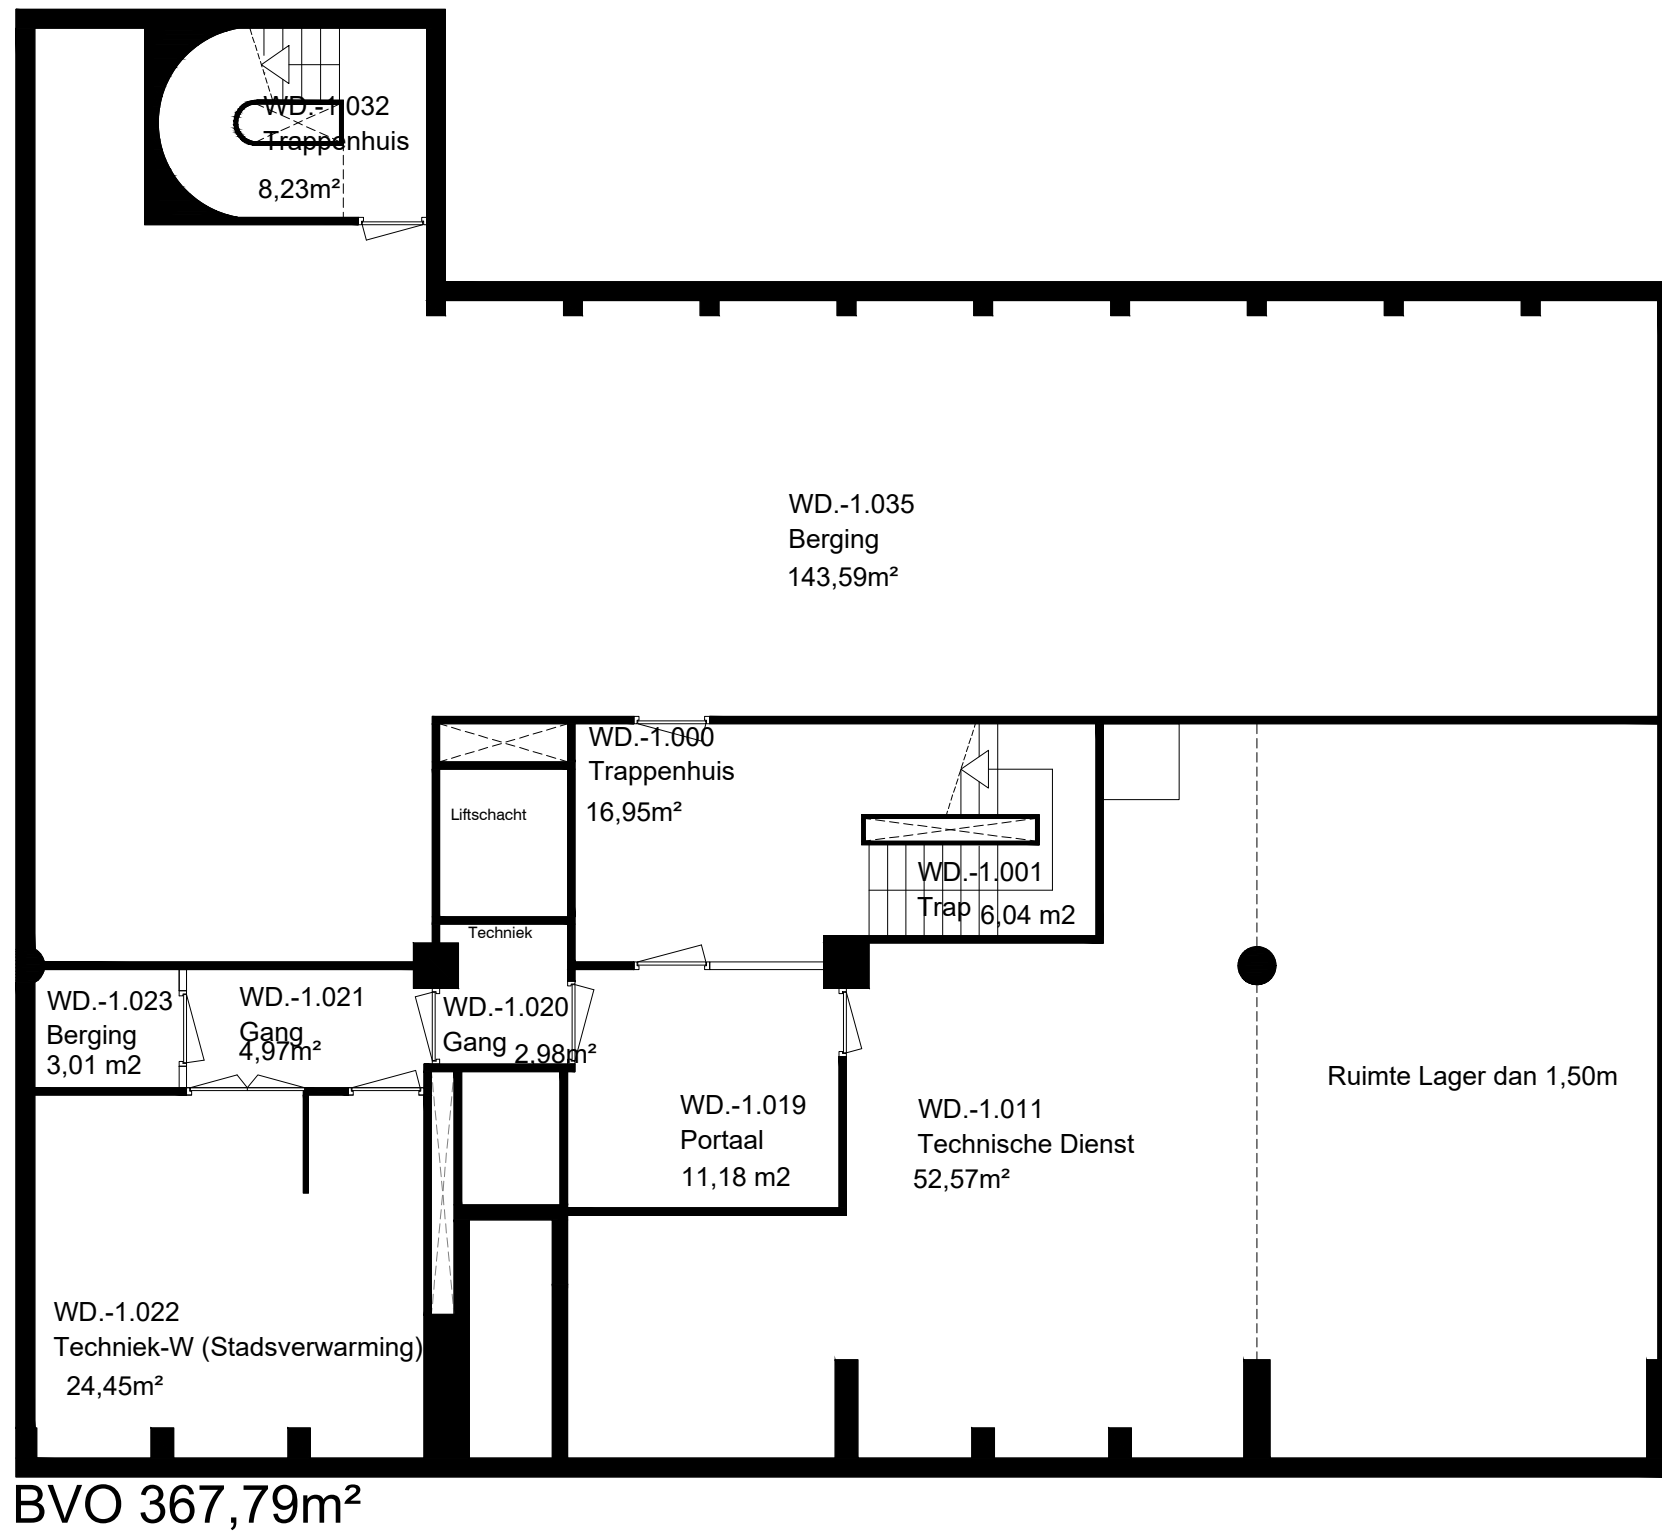 WD.-1.032
Trappenhuis
8,23m²
WD.-1.035
Berging
143,59m²
WD.-1.000
Trappenhuis
16,95m²
Liftschacht
WD.-1.001
Trap 6,04 m2
Techniek
WD.-1.023
Berging
3,01 m2
WD.-1.021
Gang
4,97m²
WD.-1.020
Gang 2,98m²
WD.-1.019
Portaal
11,18 m2
WD.-1.011
Technische Dienst
52,57m²
Ruimte Lager dan 1,50m
WD.-1.022
Techniek-W (Stadsverwarming)
24,45m²
BVO 367,79m²